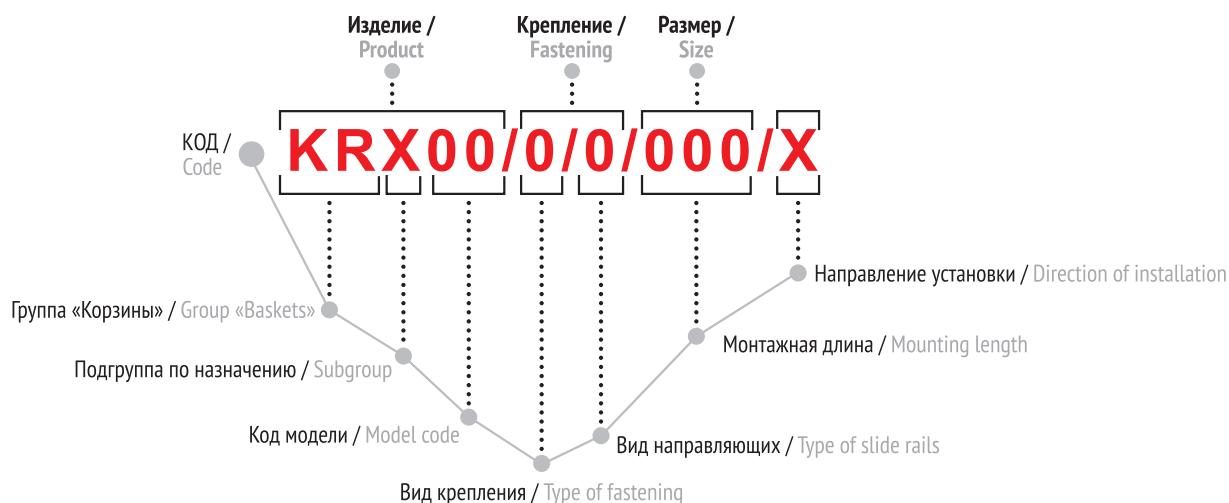 Изделие /
Product
Крепление /
Fastening
Размер /
Size
КОД /
Code
KRX00/0/0/000/X
Направление установки / Direction of installation
Группа «Корзины» / Group «Baskets»
Монтажная длина / Mounting length
Подгруппа по назначению / Subgroup
Код модели / Model code
Вид направляющих / Type of slide rails
Вид крепления / Type of fastening